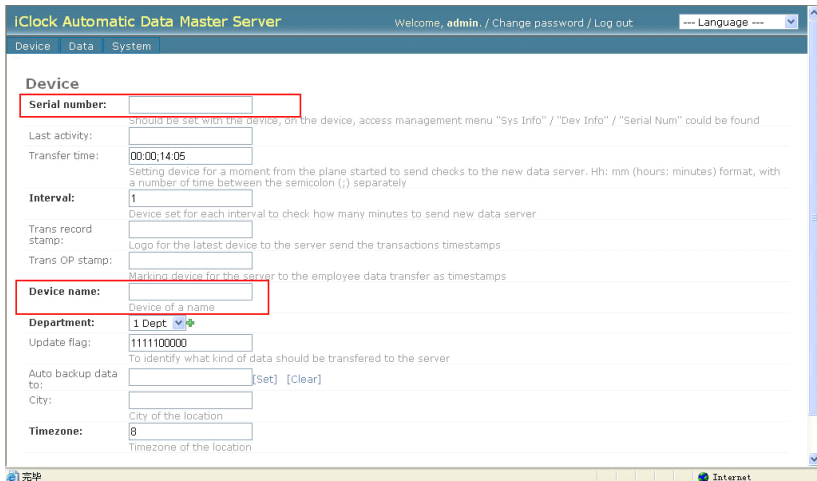 iClock Automatic Data Master Server
Welcome, admin. / Change password / Log out
--- Language ---
Device Data System
Device
Serial number:
Should be set with the device, on the device, access management menu "Sys Info" / "Dev Info" / "Serial Num" could be found
Last activity:
Transfer time: 00:00;14:05
Setting device for a moment from the plane started to send checks to the new data server. Hh: mm (hours: minutes) format, with
a number of time between the semicolon (;) separately
Interval: 1
Device set for each interval to check how many minutes to send new data server
Trans record
stamp:
Logo for the latest device to the server send the transactions timestamps
Trans OP stamp:
Marking device for the server to the employee data transfer as timestamps
Device name:
Device of a name
Department: 1 Dept
Update flag: 1111100000
To identify what kind of data should be transfered to the server
Auto backup data
to:
[Set] [Clear]
City:
City of the location
Timezone: 8
Timezone of the location
完毕
Internet